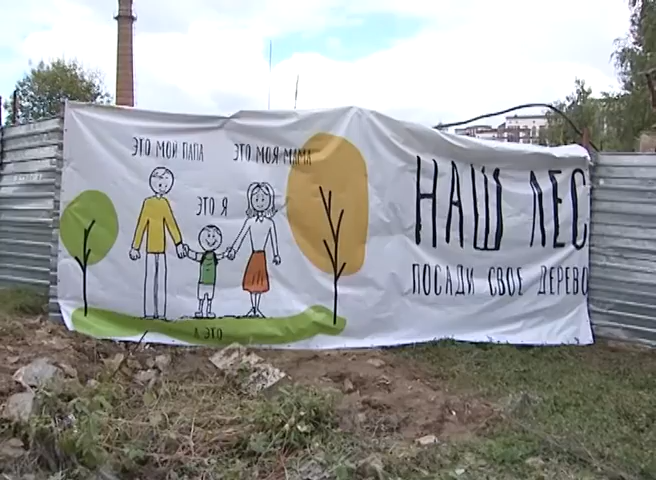 ЭТО МОЙ ПАПА
ЭТО МОЯ МАМА
ЭТО Я
А ЭТО
НАШ ЛЕС
ПОСАДИ СВОЕ ДЕРЕВО